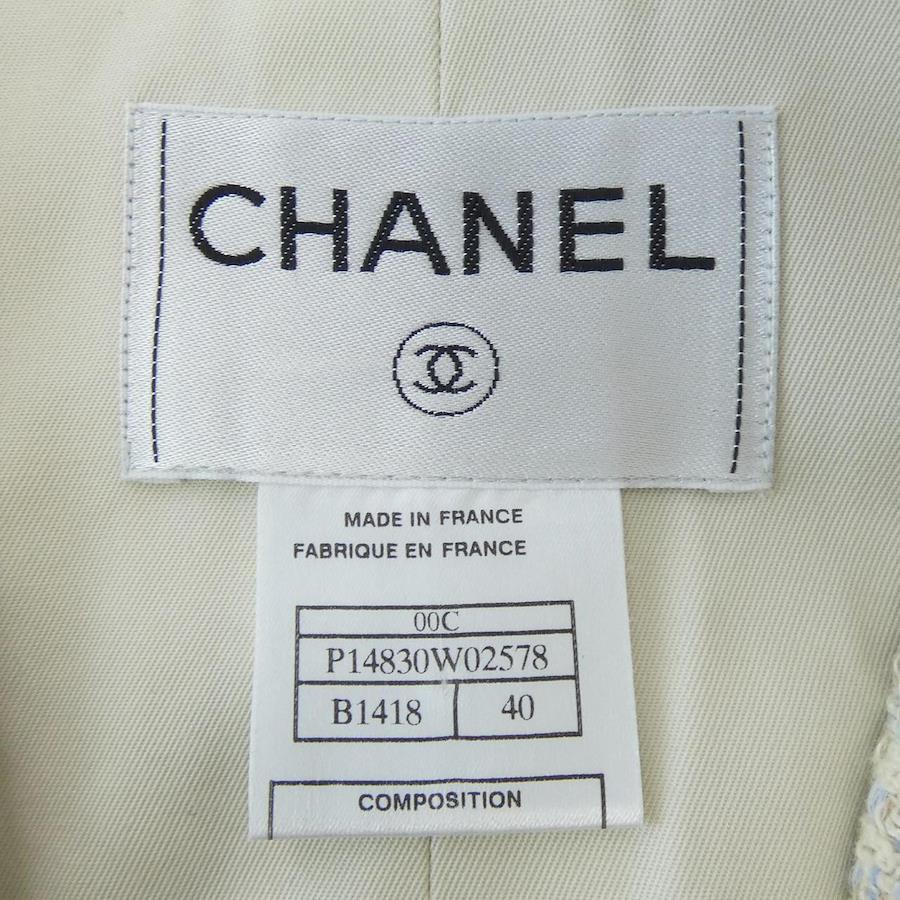 CHANEL
MADE IN FRANCE
FABRIQUE EN FRANCE
00C
P14830W02578
B1418 40
COMPOSITION